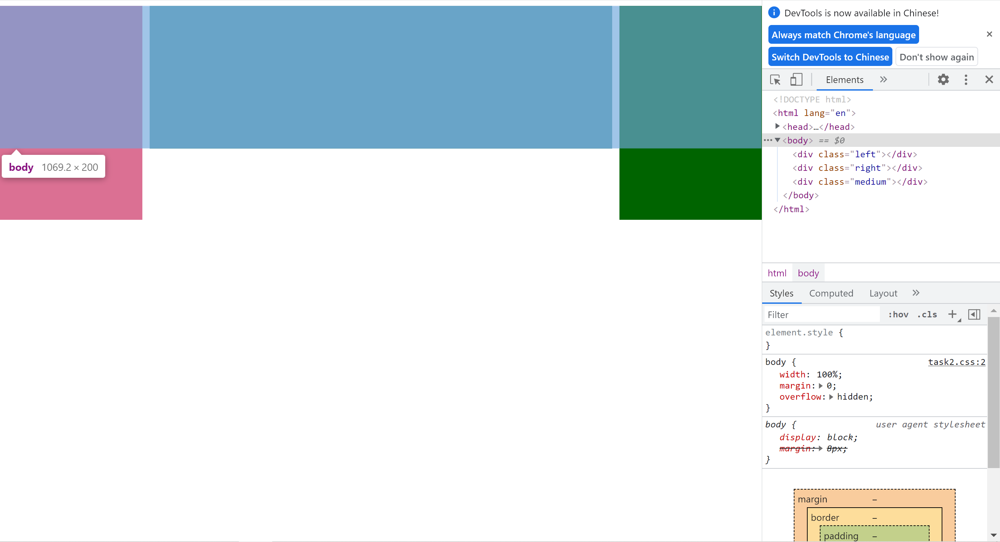 DevTools is now available in Chinese!
Always match Chrome's language
Switch DevTools to Chinese Don't show again
Elements
<!DOCTYPE html>
<html lang="en">
<head>…</head>
<body> == $0
<div class="left"></div>
<div class="right"></div>
<div class="medium"></div>
</body>
</html>
body 1069.2 × 200
html body
Styles Computed Layout
Filter :hov .cls
element.style {
}
body { task2.css:2
width: 100%;
margin: 0;
overflow: hidden;
}
body { user agent stylesheet
display: block;
margin: 8px;
}
margin –
border –
padding –